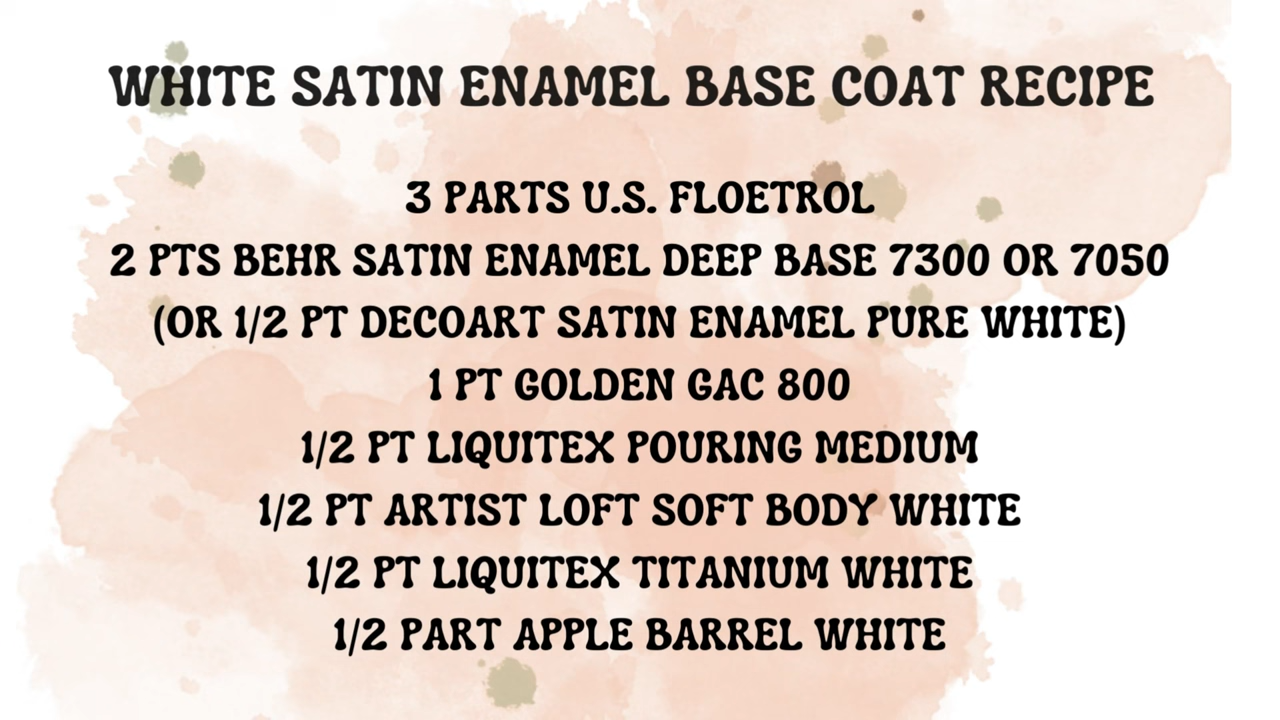 WHITE SATIN ENAMEL BASE COAT RECIPE
3 PARTS U.S. FLOETROL
2 PTS BEHR SATIN ENAMEL DEEP BASE 7300 OR 7050
(OR 1/2 PT DECOART SATIN ENAMEL PURE WHITE)
1 PT GOLDEN GAC 800
1/2 PT LIQUITEX POURING MEDIUM
1/2 PT ARTIST LOFT SOFT BODY WHITE
1/2 PT LIQUITEX TITANIUM WHITE
1/2 PART APPLE BARREL WHITE